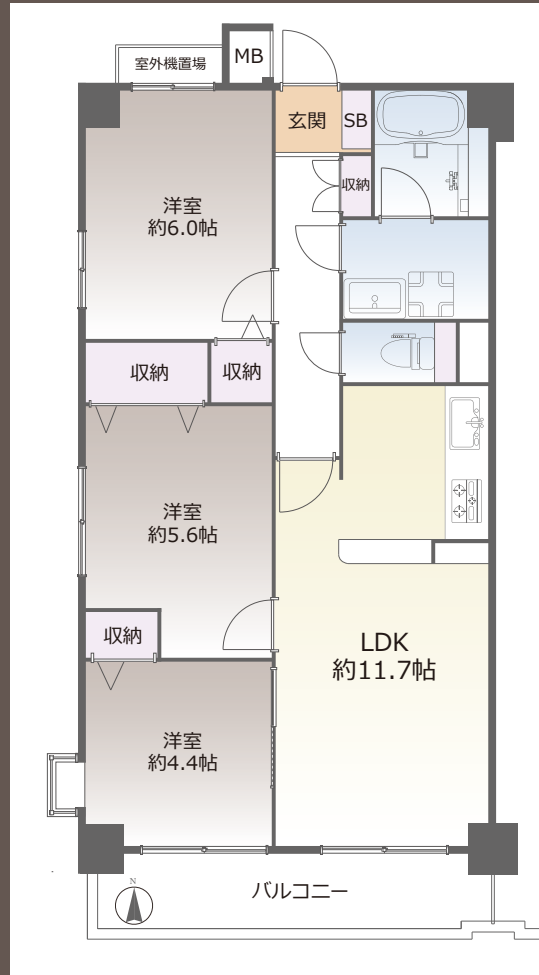 室外機置場
MB
玄関
SB
収納
洋室
約6.0帖
収納
収納
洋室
約5.6帖
収納
LDK
約11.7帖
洋室
約4.4帖
バルコニー
N